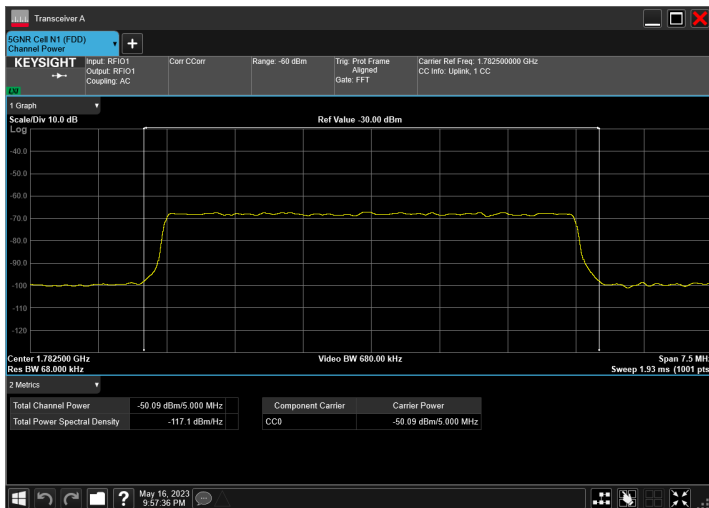 Transceiver A
5GNR Cell N1 (FDD)
Channel Power
KEYSIGHT
Input: RFIO1
Output: RFIO1
Coupling: AC
Corr CCorr
Range: -60 dBm
Trig: Prot Frame
Aligned
Gate: FFT
Carrier Ref Freq: 1.782500000 GHz
CC Info: Uplink, 1 CC
1 Graph
Scale/Div 10.0 dB
Ref Value -30.00 dBm
Log
-40.0
-50.0
-60.0
-70.0
-80.0
-90.0
-100
-110
-120
Center 1.782500 GHz
Video BW 680.00 kHz
Span 7.5 MHz
Res BW 68.000 kHz
Sweep 1.93 ms (1001 pts
2 Metrics
Total Channel Power -50.09 dBm/5.000 MHz
Total Power Spectral Density -117.1 dBm/Hz
Component Carrier Carrier Power
CC0 -50.09 dBm/5.000 MHz
?
May 16, 2023
9:57:36 PM